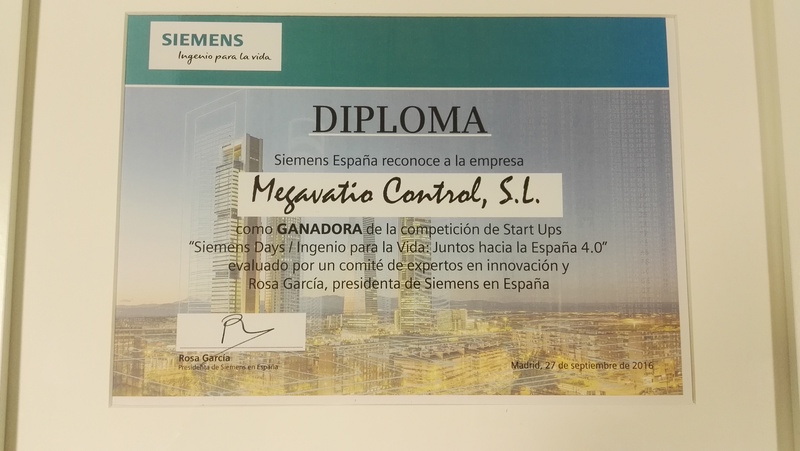 SIEMENS
Ingenio para la vida
DIPLOMA
Siemens España reconoce a la empresa
Megavatio Control, S.L.
como GANADORA de la competición de Start Ups
“Siemens Days / Ingenio para la Vida: Juntos hacia la España 4.0”
evaluado por un comité de expertos en innovación y
Rosa García, presidenta de Siemens en España
Rosa García
Presidenta de Siemens en España
Madrid, 27 de septiembre de 2016